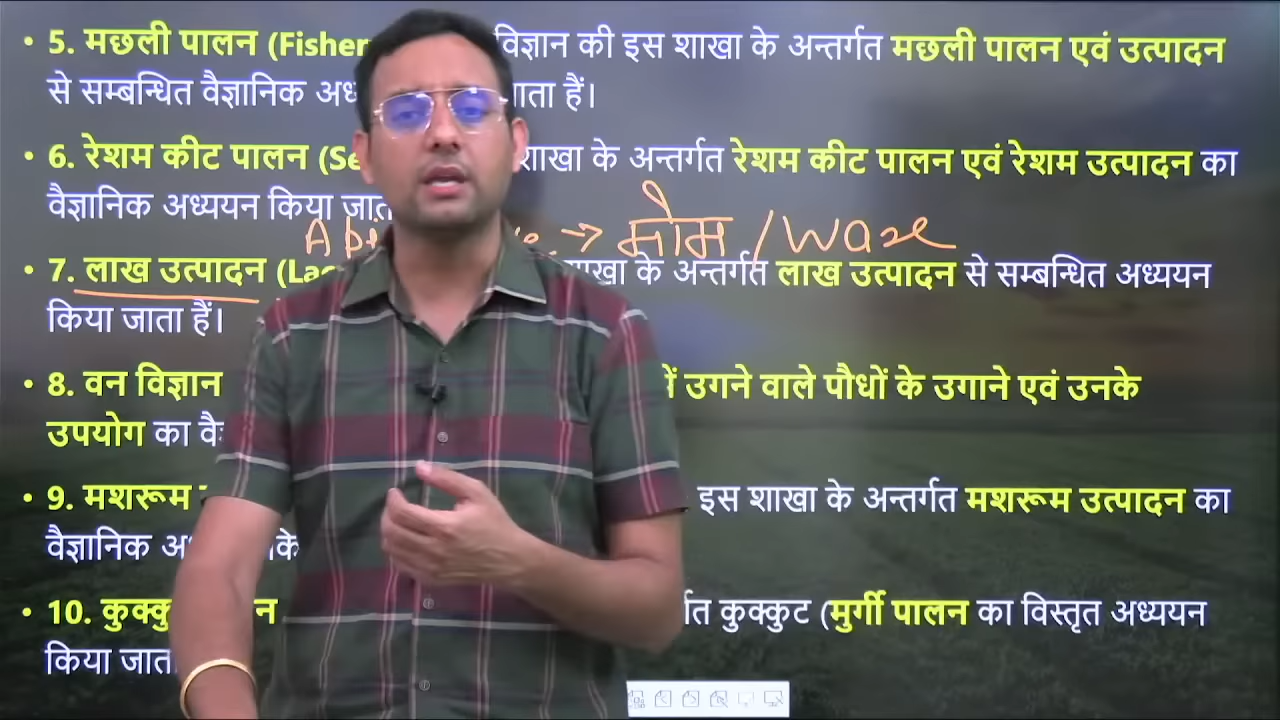 • 5. मछली पालन (Fisher विज्ञान की इस शाखा के अन्तर्गत मछली पालन एवं उत्पादन
से सम्बन्धित वैज्ञानिक अध ाता हैं।
• 6. रेशम कीट पालन (Se शाखा के अन्तर्गत रेशम कीट पालन एवं रेशम उत्पादन का
वैज्ञानिक अध्ययन किया जात
→ मोम / Wax
• 7. लाख उत्पादन (Lac के अन्तर्गत लाख उत्पादन से सम्बन्धित अध्ययन
किया जाता हैं।
• 8. वन विज्ञान में उगने वाले पौधों के उगाने एवं उनके
उपयोग का
• 9. मशरूम इस शाखा के अन्तर्गत मशरूम उत्पादन का
वैज्ञानिक
• 10. कुक्कु न कुक्कुट (मुर्गी पालन का विस्तृत अध्ययन
किया जात